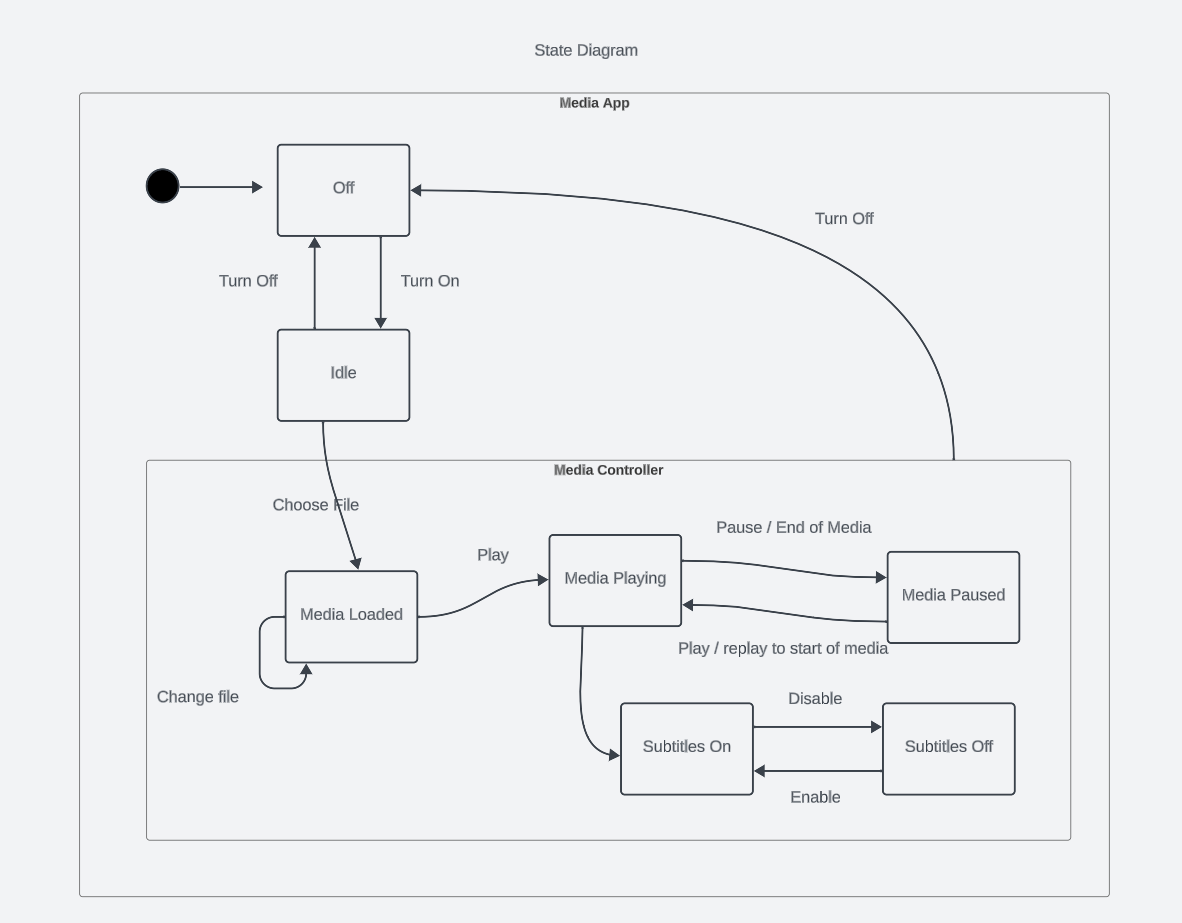 State Diagram
Media App
Off
Turn Off
Turn Off
Turn On
Idle
Media Controller
Choose File
Pause / End of Media
Play
Media Playing
Media Paused
Media Loaded
Play / replay to start of media
Change file
Disable
Subtitles On
Subtitles Off
Enable